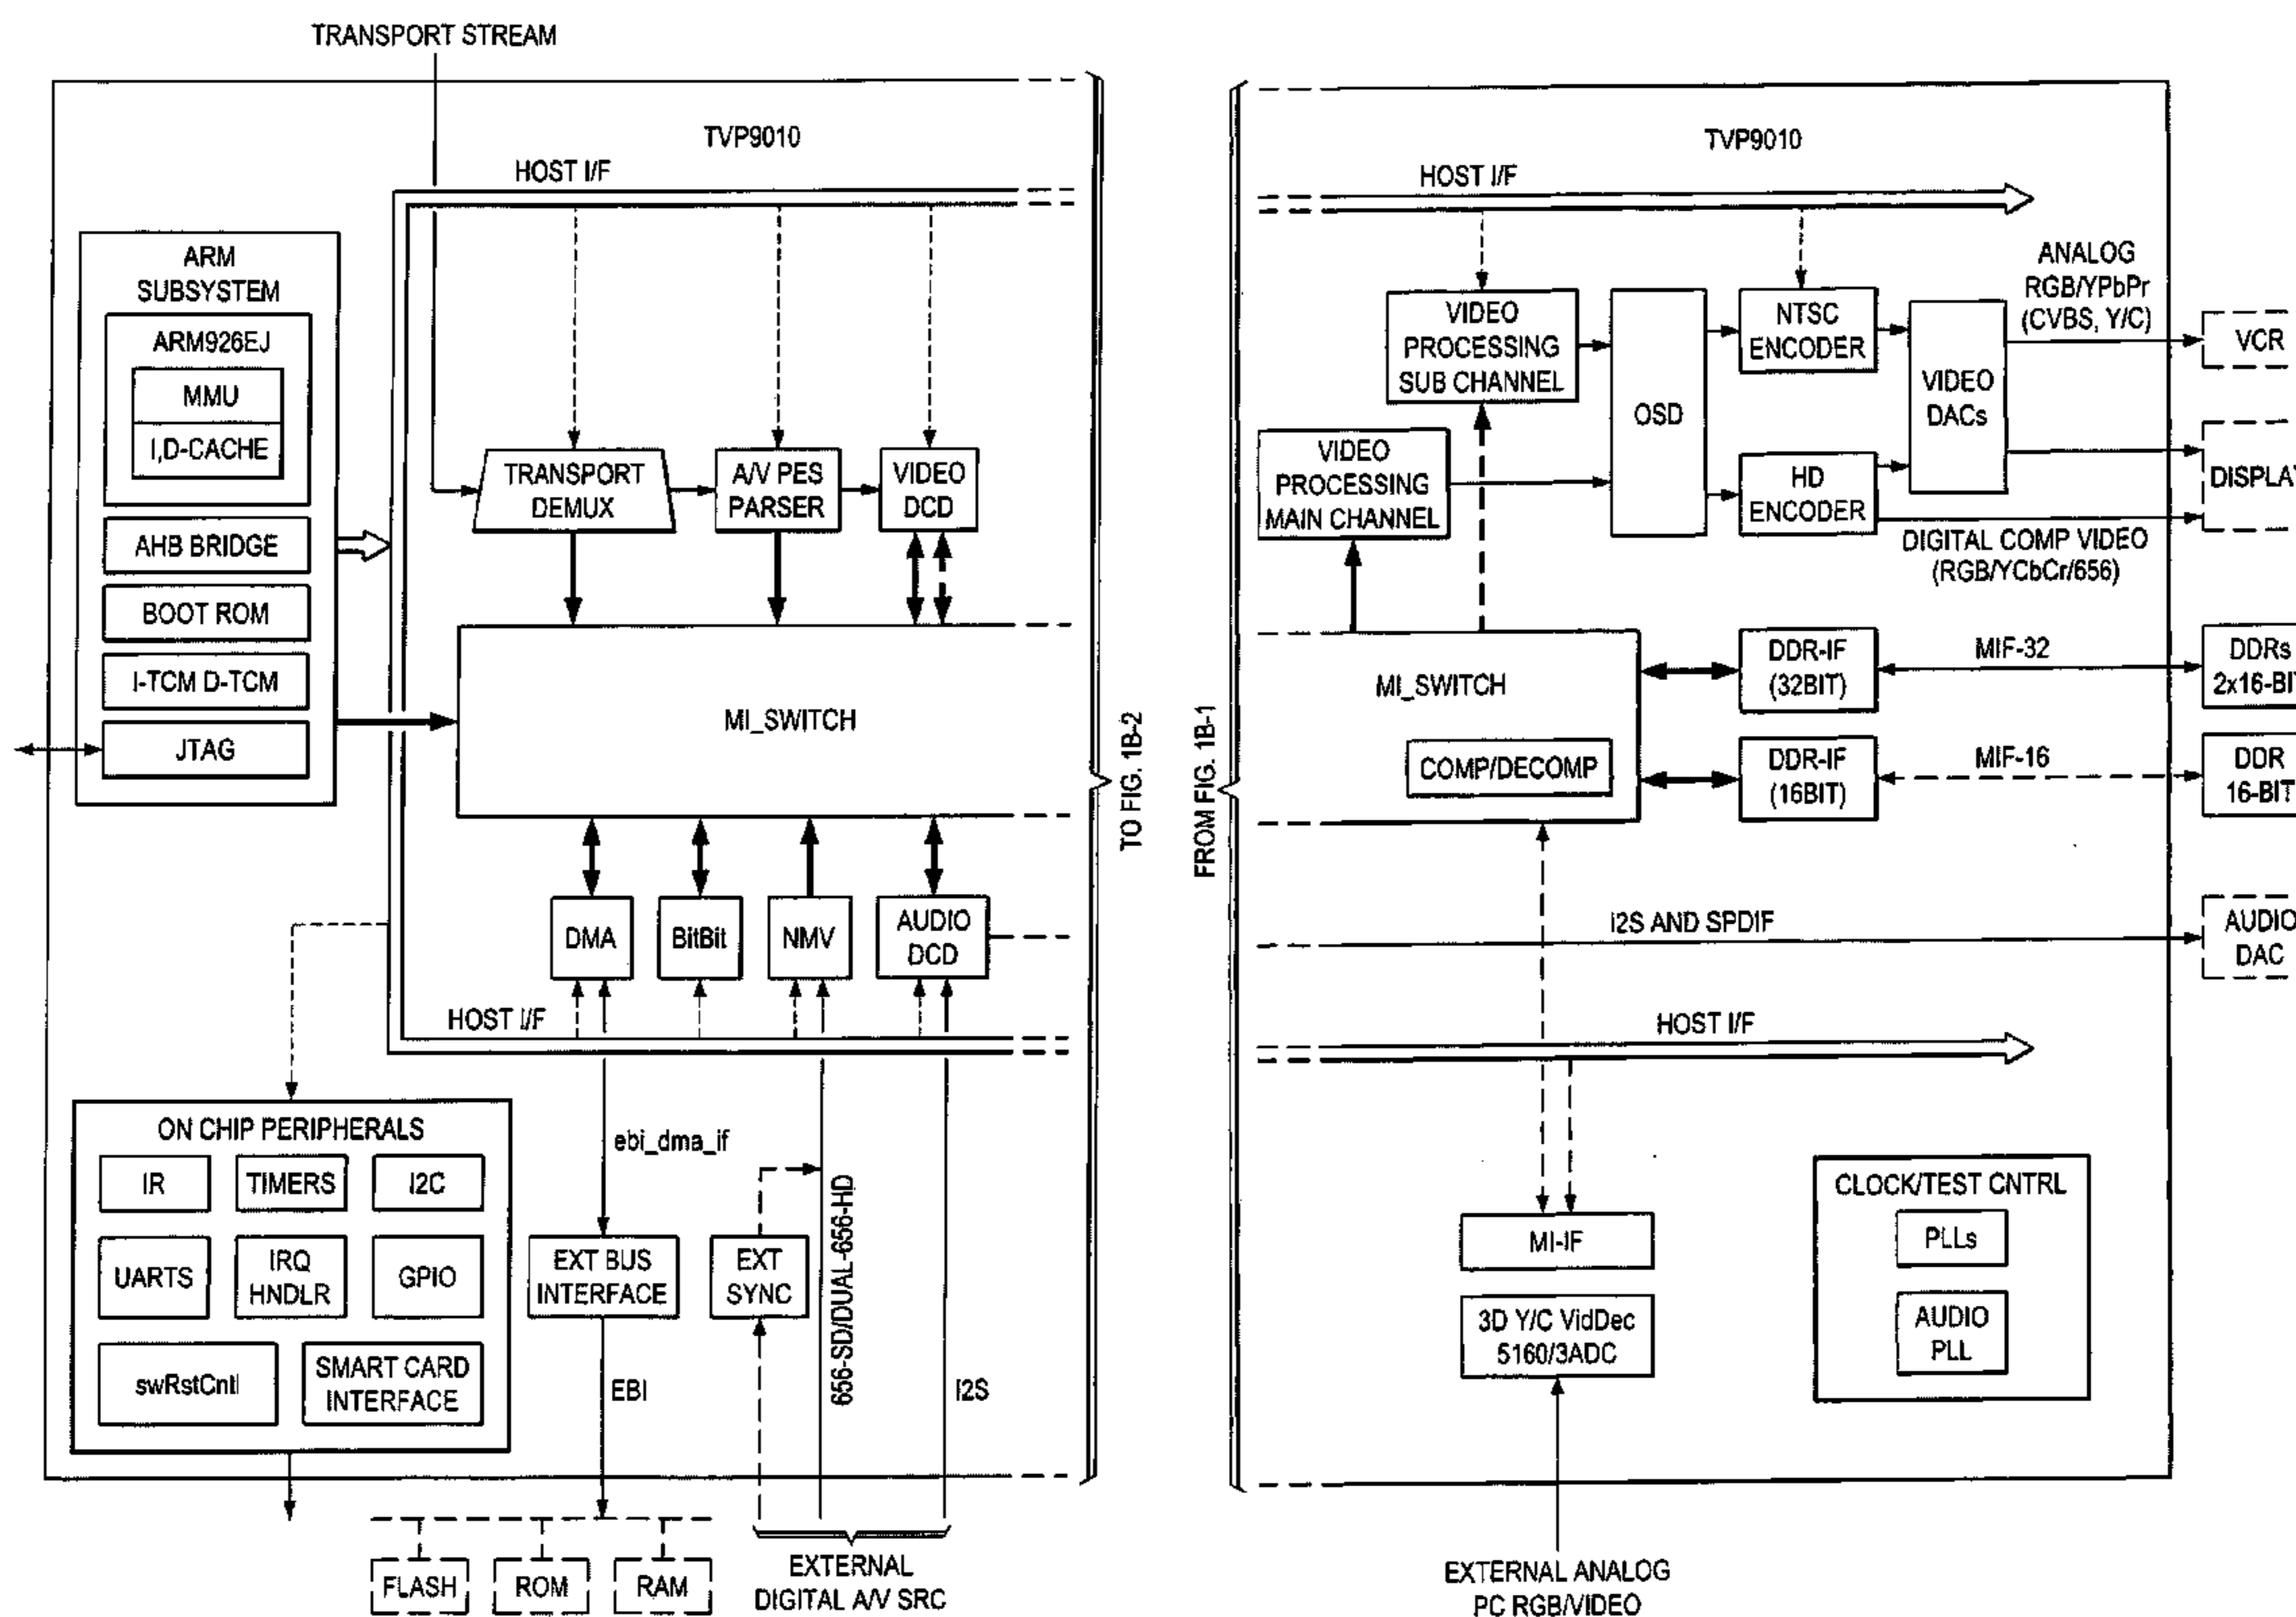 TRANSPORT STREAM
TVP9010
HOST I/F
ARM
SUBSYSTEM
ARM926EJ
MMU
I,D-CACHE
AHB BRIDGE
BOOT ROM
I-TCM D-TCM
JTAG
TRANSPORT
DEMUX
A/V PES
PARSER
VIDEO
DCD
MI_SWITCH
DMA
BitBit
NMV
AUDIO
DCD
HOST I/F
ON CHIP PERIPHERALS
IR
TIMERS
I2C
UARTS
IRQ
HNDLR
GPIO
swRstCntl
SMART CARD
INTERFACE
ebi_dma_if
EXT BUS
INTERFACE
EXT
SYNC
656-SD/DUAL-656-HD
EBI
I2S
FLASH
ROM
RAM
EXTERNAL
DIGITAL A/V SRC
TO FIG. 1B-2
FROM FIG. 1B-1
TVP9010
HOST I/F
VIDEO
PROCESSING
SUB CHANNEL
VIDEO
PROCESSING
MAIN CHANNEL
OSD
NTSC
ENCODER
HD
ENCODER
VIDEO
DACs
ANALOG
RGB/YPbPr
(CVBS, Y/C)
VCR
DISPLAY
DIGITAL COMP VIDEO
(RGB/YCbCr/656)
MI_SWITCH
COMP/DECOMP
DDR-IF
(32BIT)
MIF-32
DDRs
2x16-BIT
DDR-IF
(16BIT)
MIF-16
DDR
16-BIT
I2S AND SPDIF
AUDIO
DAC
HOST I/F
MI-IF
3D Y/C VidDec
5160/3ADC
CLOCK/TEST CNTRL
PLLs
AUDIO
PLL
EXTERNAL ANALOG
PC RGB/VIDEO